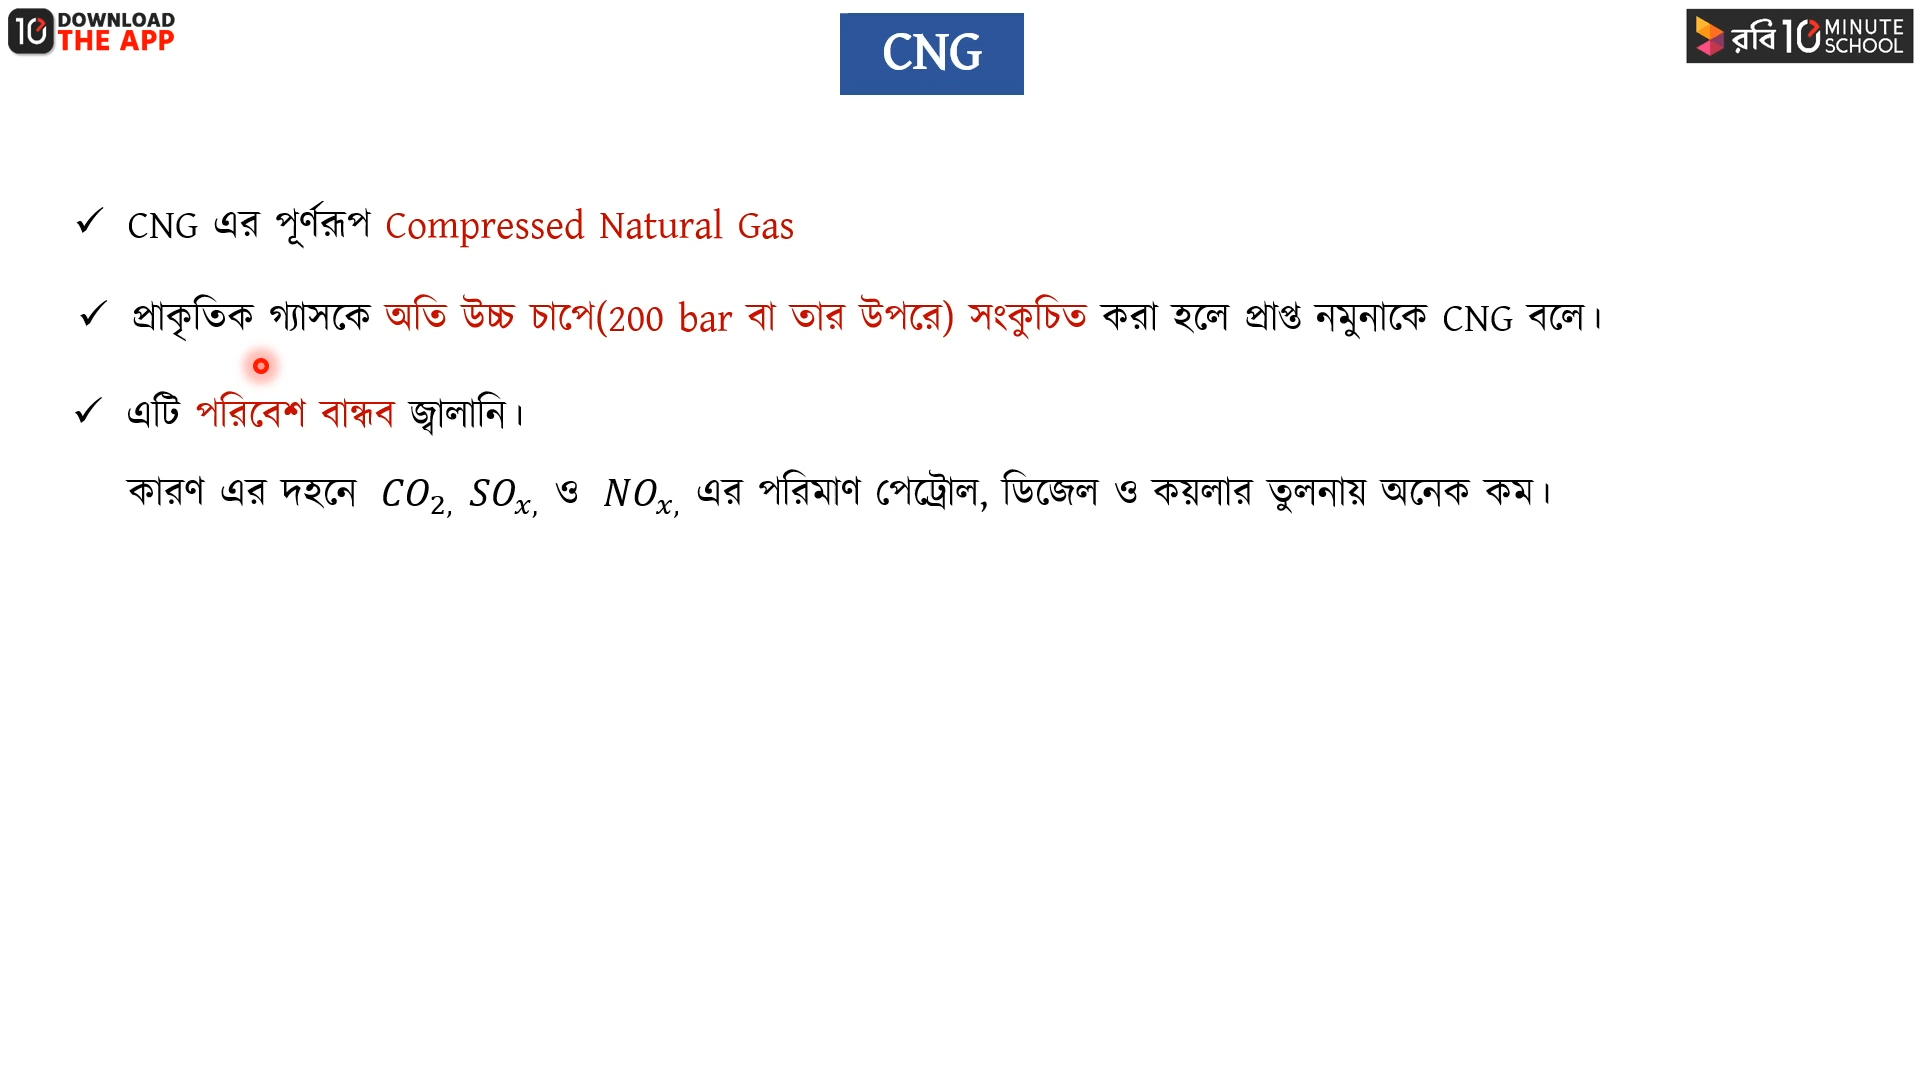 10 DOWNLOAD THE APP
CNG
রবি 10 MINUTE SCHOOL
✓ CNG এর পূর্ণরূপ Compressed Natural Gas
✓ প্রাকৃতিক গ্যাসকে অতি উচ্চ চাপে(200 bar বা তার উপরে) সংকুচিত করা হলে প্রাপ্ত নমুনাকে CNG বলে।
✓ এটি পরিবেশ বান্ধব জ্বালানি।
কারণ এর দহনে CO₂, SOₓ, ও NOₓ, এর পরিমাণ পেট্রোল, ডিজেল ও কয়লার তুলনায় অনেক কম।